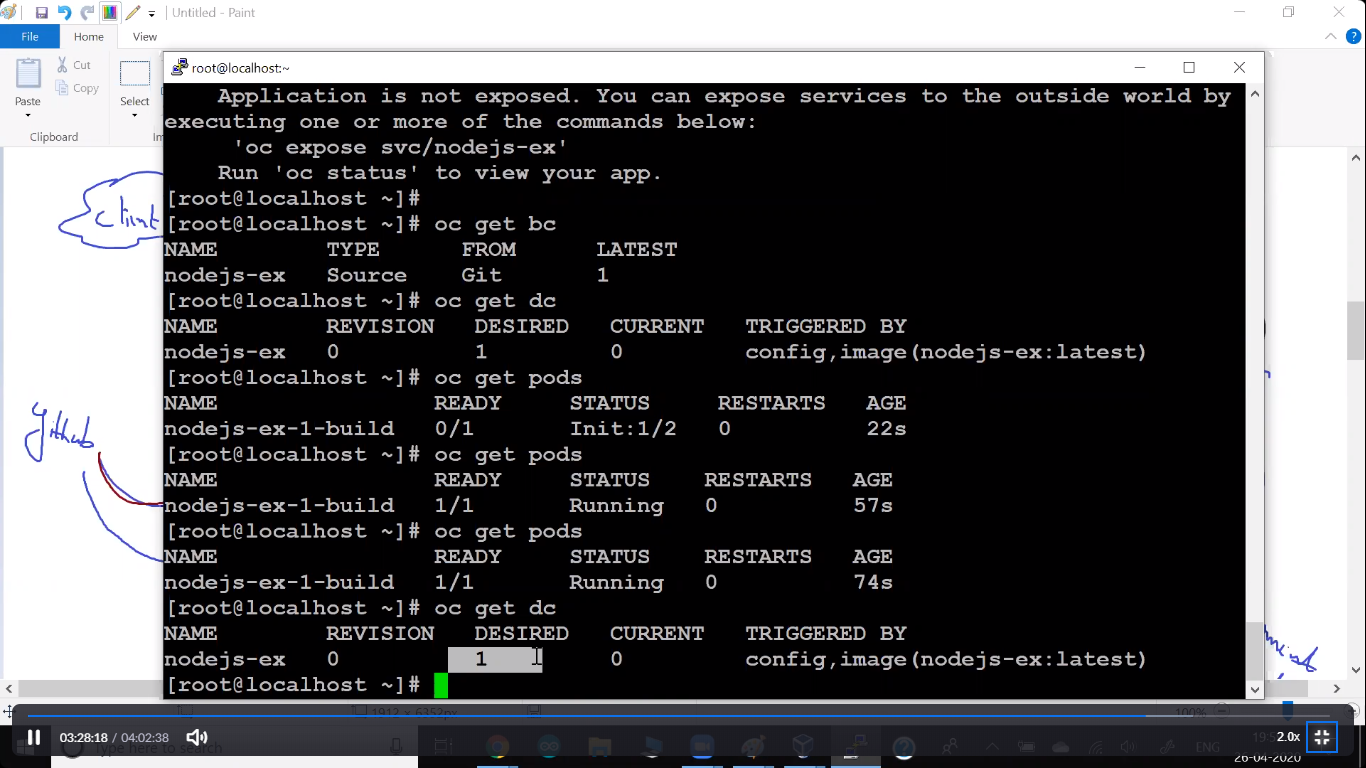 Untitled - Paint
File
Home
View
Cut
Copy
Paste
Select
Clipboard
root@localhost:~
Application is not exposed. You can expose services to the outside world by
executing one or more of the commands below:
'oc expose svc/nodejs-ex'
Run 'oc status' to view your app.
[root@localhost ~]#
[root@localhost ~]# oc get bc
NAME TYPE FROM LATEST
nodejs-ex Source Git 1
[root@localhost ~]# oc get dc
NAME REVISION DESIRED CURRENT TRIGGERED BY
nodejs-ex 0 1 0 config,image(nodejs-ex:latest)
[root@localhost ~]# oc get pods
NAME READY STATUS RESTARTS AGE
nodejs-ex-1-build 0/1 Init:1/2 0 22s
[root@localhost ~]# oc get pods
NAME READY STATUS RESTARTS AGE
nodejs-ex-1-build 1/1 Running 0 57s
[root@localhost ~]# oc get pods
NAME READY STATUS RESTARTS AGE
nodejs-ex-1-build 1/1 Running 0 74s
[root@localhost ~]# oc get dc
NAME REVISION DESIRED CURRENT TRIGGERED BY
nodejs-ex 0 1 0 config,image(nodejs-ex:latest)
[root@localhost ~]#
client
Github
1912 × 6352px
100%
03:28:18 / 04:02:38
Type here to search
2.0x
ENG
26-04-2020